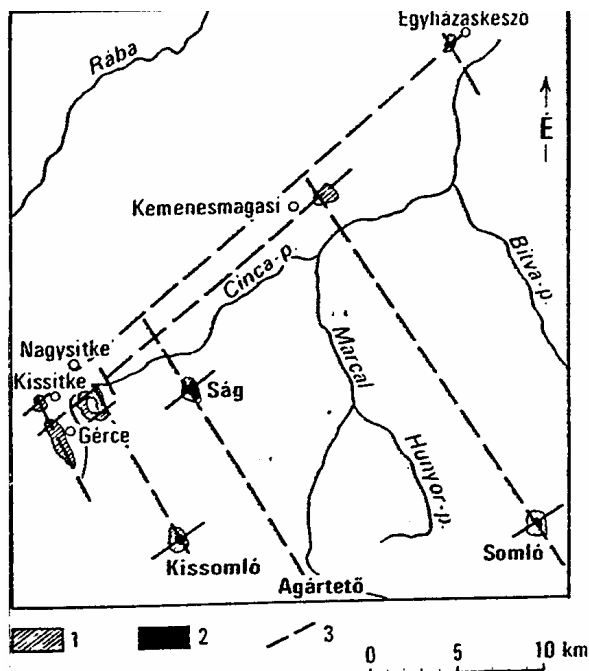 Egyházaskesző
Rába
É
Kemenesmagasi
Cinca-p.
Bitva-p.
Nagysitke
Kissitke
Marcal
Ság
Gérce
Hunyor-p.
Kissomló
Somló
Agártető
1 2 3
0 5 10 km